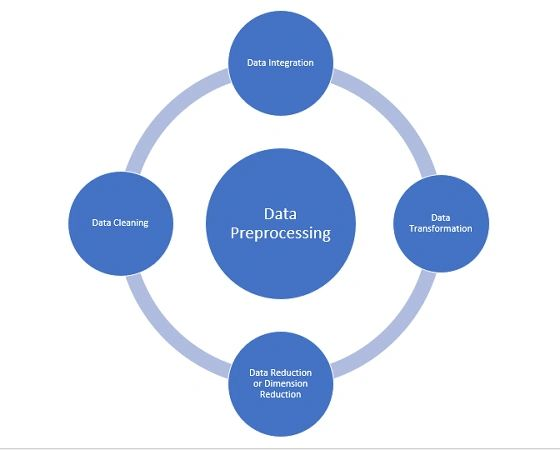 Data Integration
Data Cleaning
Data
Preprocessing
Data
Transformation
Data Reduction
or Dimension
Reduction